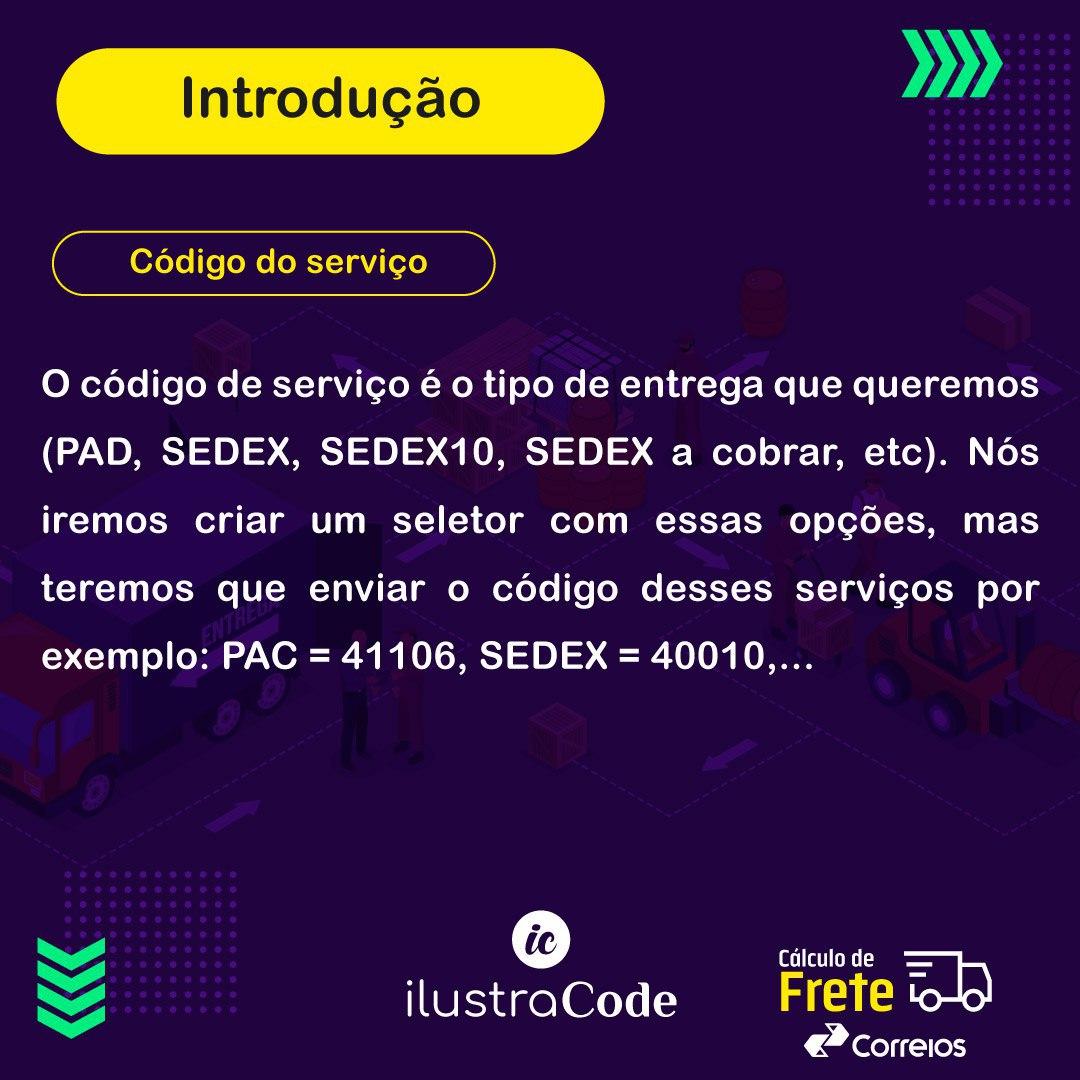 Introdução
Código do serviço
O código de serviço é o tipo de entrega que queremos
(PAD, SEDEX, SEDEX10, SEDEX a cobrar, etc). Nós
iremos criar um seletor com essas opções, mas
teremos que enviar o código desses serviços por
exemplo: PAC = 41106, SEDEX = 40010,...
ENTREGA
ic
ilustraCode
Cálculo de
Frete
Correios